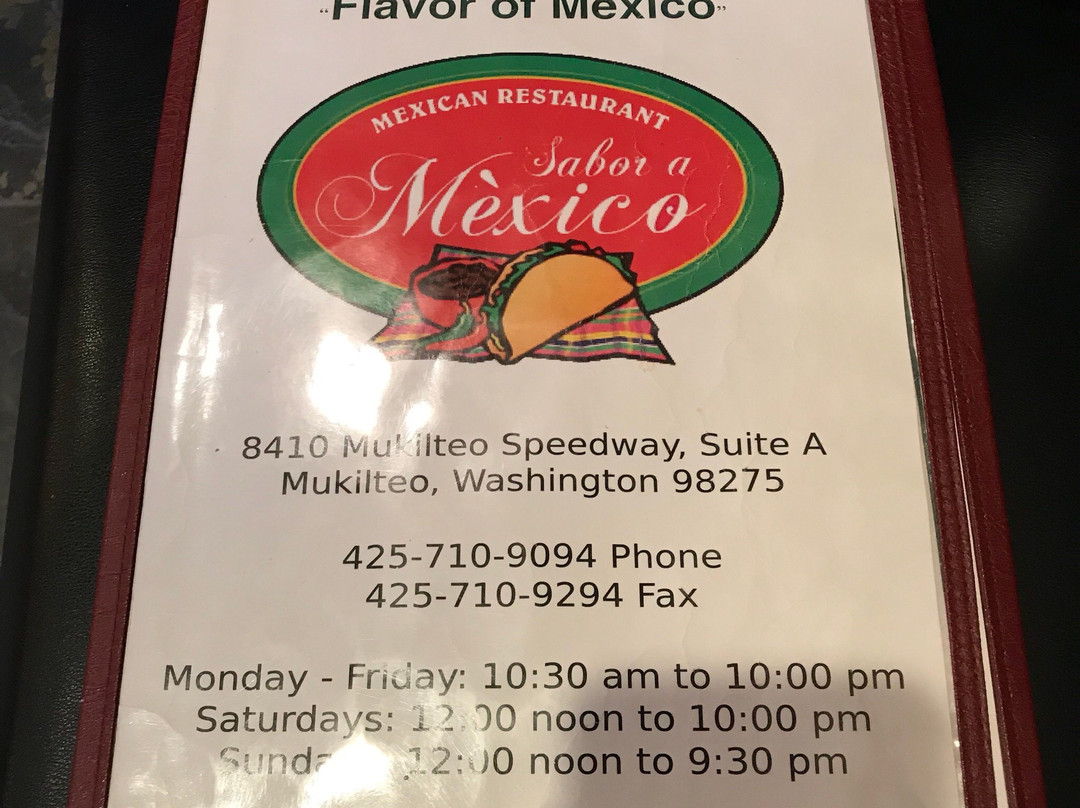 “Flavor of Mexico”
MEXICAN RESTAURANT
Sabor a
Mèxico
8410 Mukilteo Speedway, Suite A
Mukilteo, Washington 98275
425-710-9094 Phone
425-710-9294 Fax
Monday - Friday: 10:30 am to 10:00 pm
Saturdays: 12:00 noon to 10:00 pm
12:00 noon to 9:30 pm